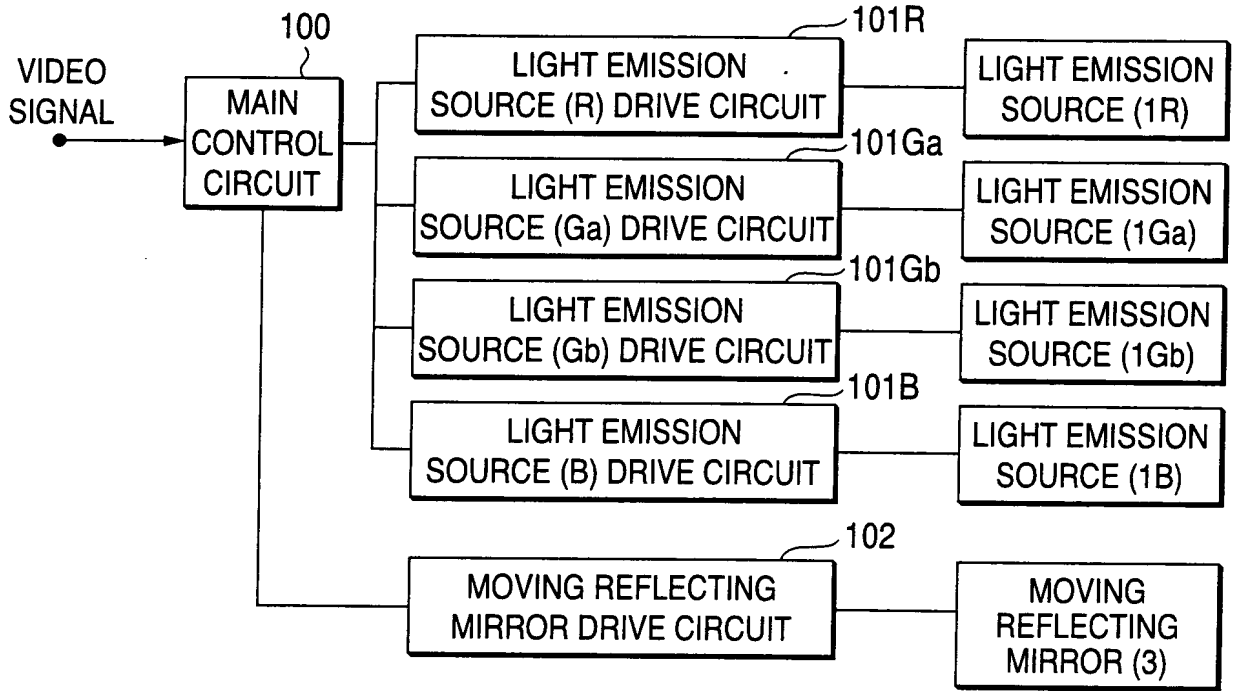 VIDEO
SIGNAL
100
MAIN
CONTROL
CIRCUIT
101R
LIGHT EMISSION
SOURCE (R) DRIVE CIRCUIT
LIGHT EMISSION
SOURCE (1R)
101Ga
LIGHT EMISSION
SOURCE (Ga) DRIVE CIRCUIT
LIGHT EMISSION
SOURCE (1Ga)
101Gb
LIGHT EMISSION
SOURCE (Gb) DRIVE CIRCUIT
LIGHT EMISSION
SOURCE (1Gb)
101B
LIGHT EMISSION
SOURCE (B) DRIVE CIRCUIT
LIGHT EMISSION
SOURCE (1B)
102
MOVING REFLECTING
MIRROR DRIVE CIRCUIT
MOVING
REFLECTING
MIRROR (3)